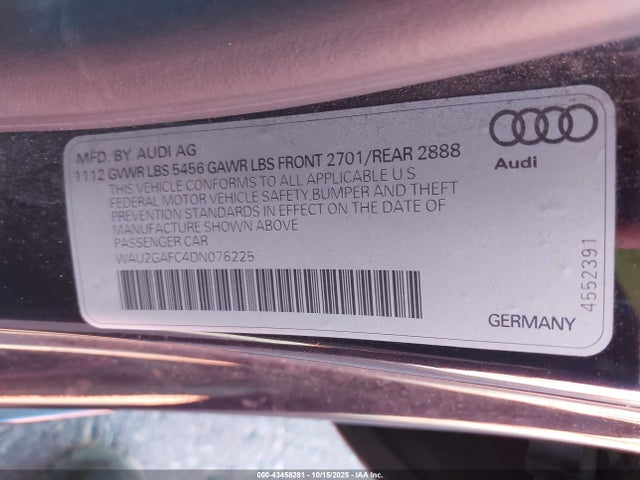 MFD. BY AUDI AG
1112 GVWR LBS 5456 GAWR LBS FRONT 2701/REAR 2888
THIS VEHICLE CONFORMS TO ALL APPLICABLE U.S.
FEDERAL MOTOR VEHICLE SAFETY BUMPER AND THEFT
PREVENTION STANDARDS IN EFFECT ON THE DATE OF
MANUFACTURE SHOWN ABOVE
PASSENGER CAR
WAU2GAFC4DN076225
Audi
4552391
GERMANY
000-43458281 - 10/15/2025 - IAA Inc.